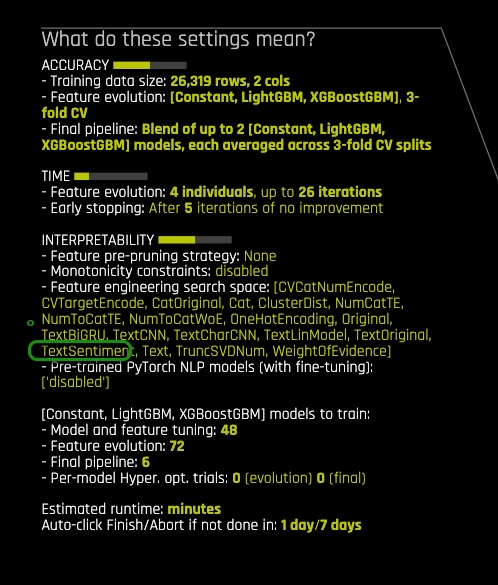 What do these settings mean?
ACCURACY
- Training data size: 26,319 rows, 2 cols
- Feature evolution: [Constant, LightGBM, XGBoostGBM], 3-
fold CV
- Final pipeline: Blend of up to 2 [Constant, LightGBM,
XGBoostGBM] models, each averaged across 3-fold CV splits
TIME
- Feature evolution: 4 individuals, up to 26 iterations
- Early stopping: After 5 iterations of no improvement
INTERPRETABILITY
- Feature pre-pruning strategy: None
- Monotonicity constraints: disabled
- Feature engineering search space: [CVCatNumEncode,
CVTargetEncode, CatOriginal, Cat, ClusterDist, NumCatTE,
NumToCatTE, NumToCatWoE, OneHotEncoding, Original,
TextBiGRU, TextCNN, TextCharCNN, TextLinModel, TextOriginal,
TextSentiment, Text, TruncSVDNum, WeightOfEvidence]
- Pre-trained PyTorch NLP models (with fine-tuning):
['disabled']
[Constant, LightGBM, XGBoostGBM] models to train:
- Model and feature tuning: 48
- Feature evolution: 72
- Final pipeline: 6
- Per-model Hyper. opt. trials: 0 (evolution) 0 (final)
Estimated runtime: minutes
Auto-click Finish/Abort if not done in: 1 day/7 days